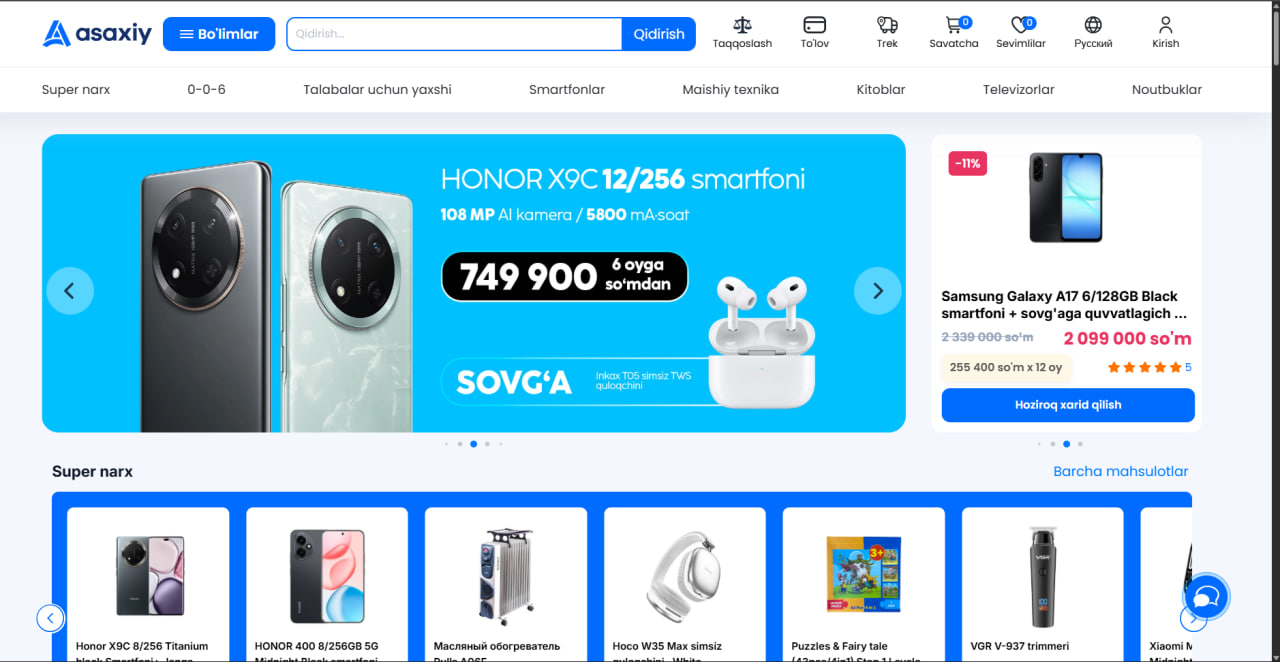 asaxiy
Bo'limlar
Qidirish...
Qidirish
Taqqoslash
To'lov
Trek
0
Savatcha
0
Sevimlilar
Русский
Kirish
Super narx
0-0-6
Talabalar uchun yaxshi
Smartfonlar
Maishiy texnika
Kitoblar
Televizorlar
Noutbuklar
HONOR X9C 12/256 smartfoni
108 MP AI kamera / 5800 mA·soat
749 900 6 oyga so‘mdan
SOVG‘A
Inkax T05 simsiz TWS
quloqchini
-11%
Samsung Galaxy A17 6/128GB Black
smartfoni + sovg'aga quvvatlagich ...
2 339 000 so'm 2 099 000 so'm
255 400 so'm x 12 oy
5
Hoziroq xarid qilish
Super narx
Barcha mahsulotlar
3+
VGR
100
Honor X9C 8/256 Titanium
black Smartfoni+
HONOR 400 8/256GB 5G
Midnight Black smartfoni
Масляный обогреватель
Hoco W35 Max simsiz
quloqchini - White
Puzzles & Fairy tale
VGR V-937 trimmeri
Xiaomi